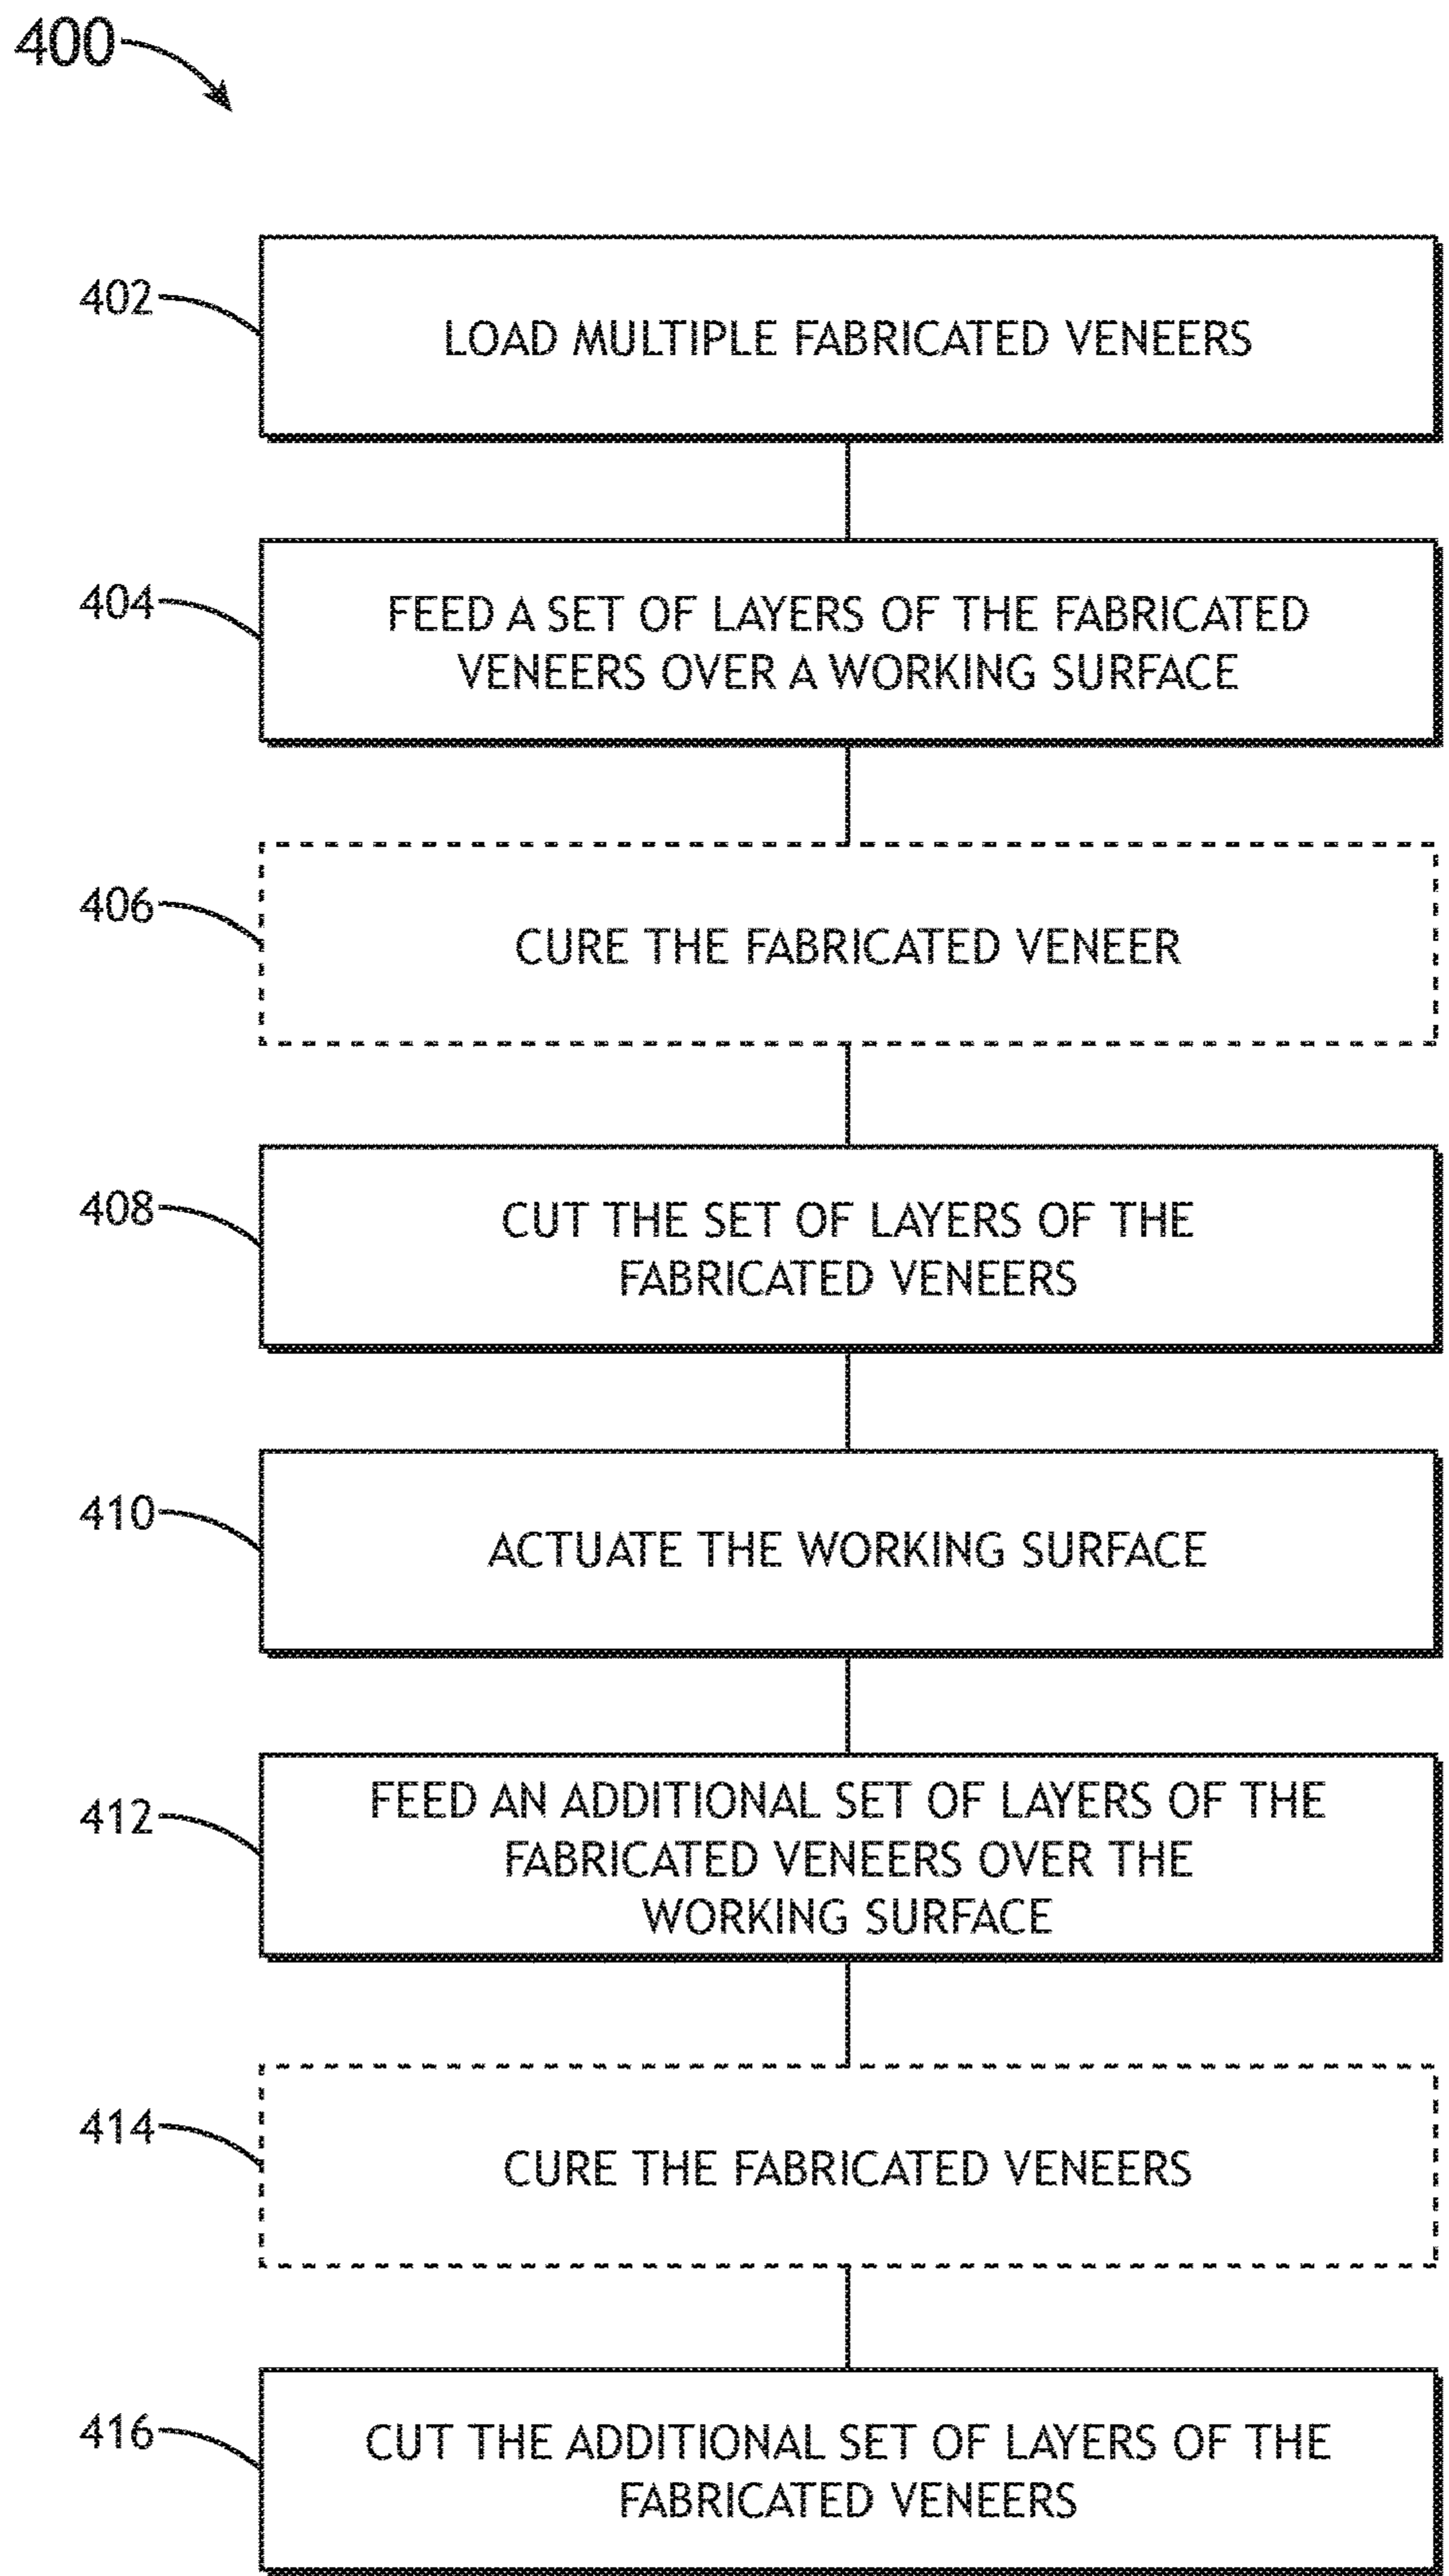 400
402
LOAD MULTIPLE FABRICATED VENEERS
404
FEED A SET OF LAYERS OF THE FABRICATED
VENEERS OVER A WORKING SURFACE
406
CURE THE FABRICATED VENEER
408
CUT THE SET OF LAYERS OF THE
FABRICATED VENEERS
410
ACTUATE THE WORKING SURFACE
412
FEED AN ADDITIONAL SET OF LAYERS OF THE
FABRICATED VENEERS OVER THE
WORKING SURFACE
414
CURE THE FABRICATED VENEERS
416
CUT THE ADDITIONAL SET OF LAYERS OF THE
FABRICATED VENEERS